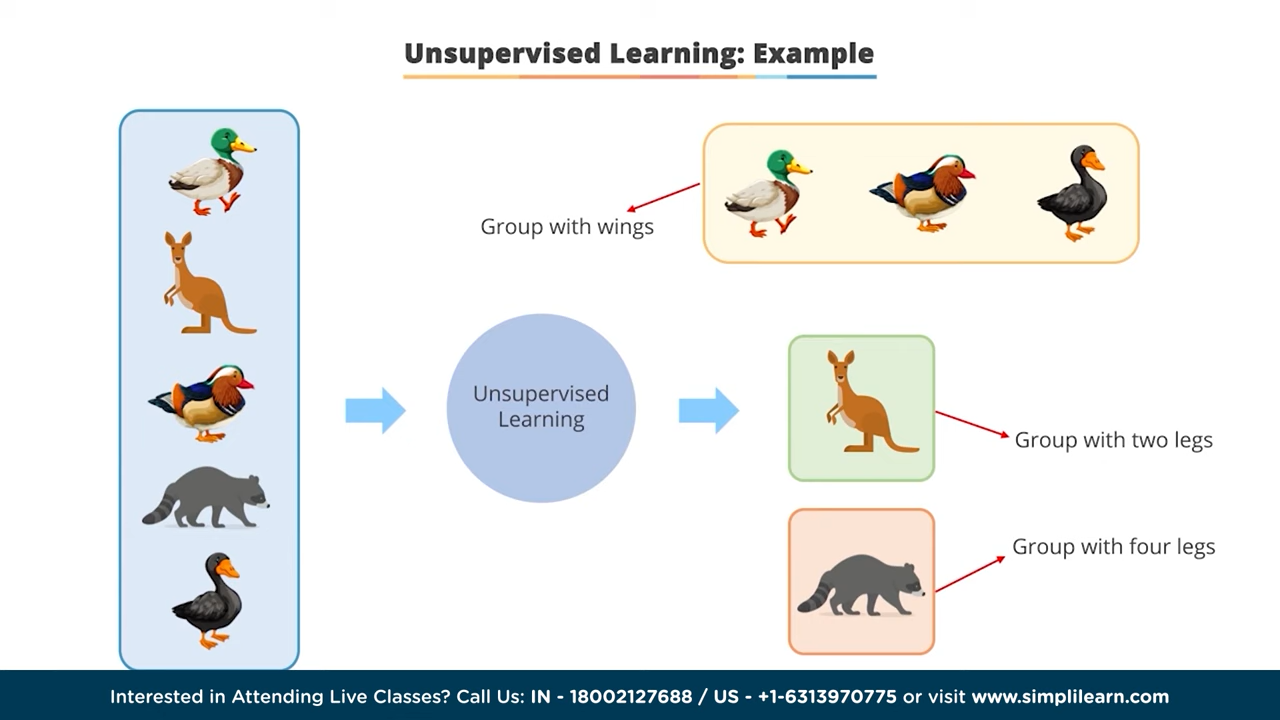 Unsupervised Learning: Example
Group with wings
Unsupervised
Learning
Group with two legs
Group with four legs
Interested in Attending Live Classes? Call Us: IN - 18002127688 / US - +1-6313970775 or visit www.simplilearn.com